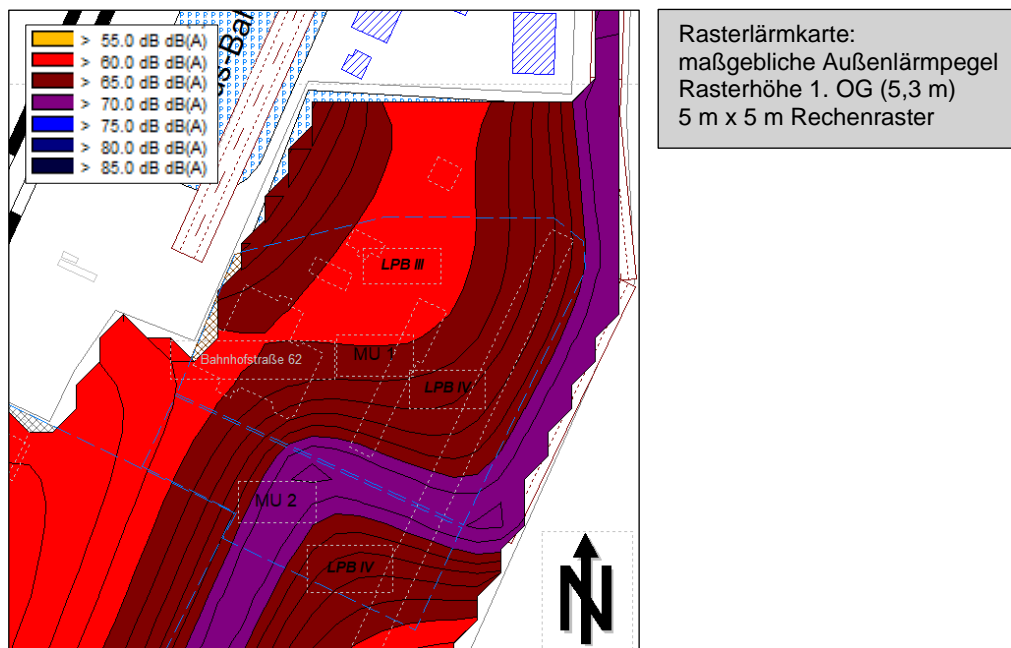 > 55.0 dB dB(A)
> 60.0 dB dB(A)
> 65.0 dB dB(A)
> 70.0 dB dB(A)
> 75.0 dB dB(A)
> 80.0 dB dB(A)
> 85.0 dB dB(A)
Rasterlärmkarte:
maßgebliche Außenlärmpegel
Rasterhöhe 1. OG (5,3 m)
5 m x 5 m Rechenraster
LPB III
Bahnhofstraße 62
MU 1
LPB IV
MU 2
LPB IV
N